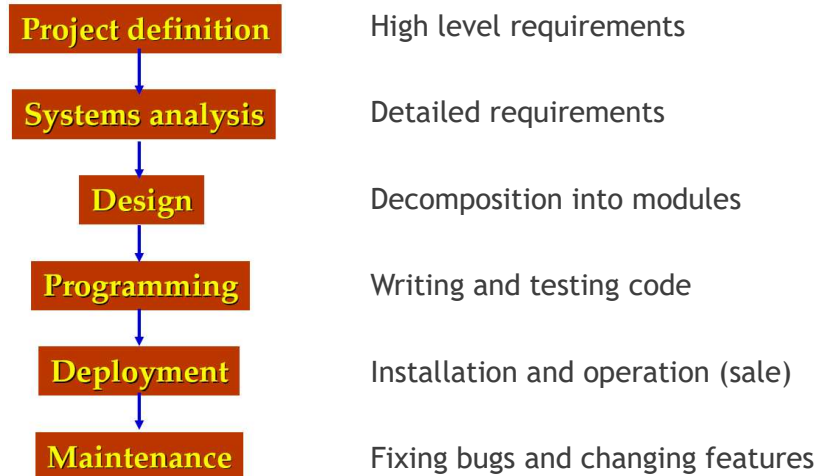 Project definition High level requirements
Systems analysis Detailed requirements
Design Decomposition into modules
Programming Writing and testing code
Deployment Installation and operation (sale)
Maintenance Fixing bugs and changing features